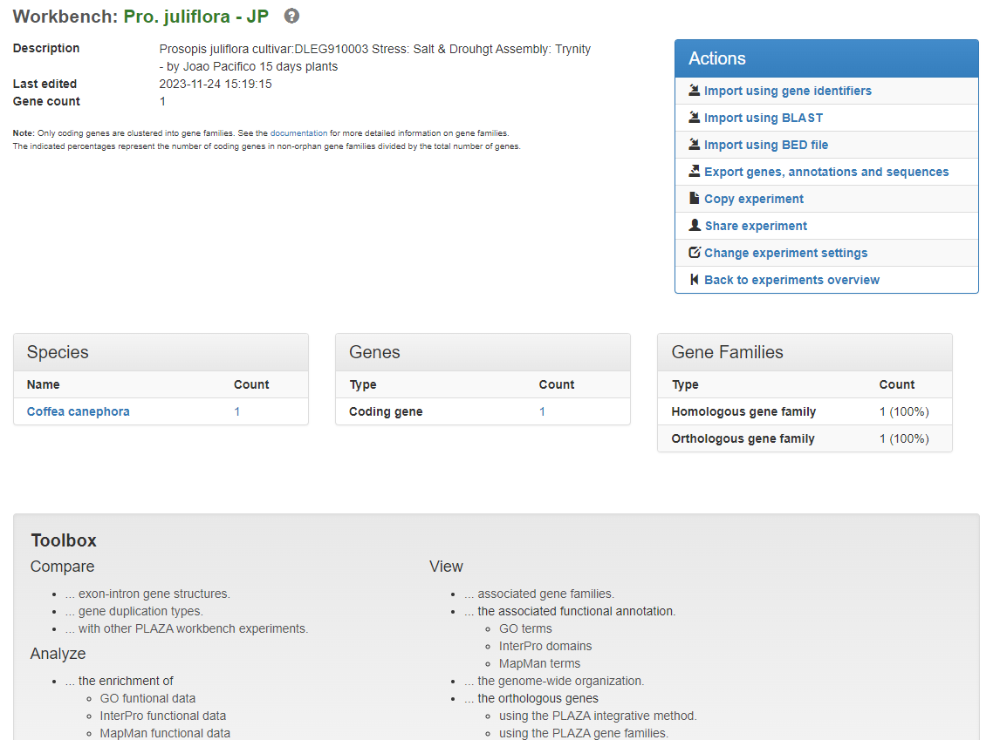 Workbench: Pro. juliflora - JP ?
Description Prosopis juliflora cultivar:DLEG910003 Stress: Salt & Drouhgt Assembly: Trynity
- by Joao Pacifico 15 days plants
Last edited 2023-11-24 15:19:15
Gene count 1
Note: Only coding genes are clustered into gene families. See the documentation for more detailed information on gene families.
The indicated percentages represent the number of coding genes in non-orphan gene families divided by the total number of genes.
Actions
Import using gene identifiers
Import using BLAST
Import using BED file
Export genes, annotations and sequences
Copy experiment
Share experiment
Change experiment settings
Back to experiments overview
Species
Name Count
Coffea canephora 1
Genes
Type Count
Coding gene 1
Gene Families
Type Count
Homologous gene family 1 (100%)
Orthologous gene family 1 (100%)
Toolbox
Compare
... exon-intron gene structures.
... gene duplication types.
... with other PLAZA workbench experiments.
Analyze
... the enrichment of
GO funtional data
InterPro functional data
MapMan functional data
View
... associated gene families.
... the associated functional annotation.
GO terms
InterPro domains
MapMan terms
... the genome-wide organization.
... the orthologous genes
using the PLAZA integrative method.
using the PLAZA gene families.